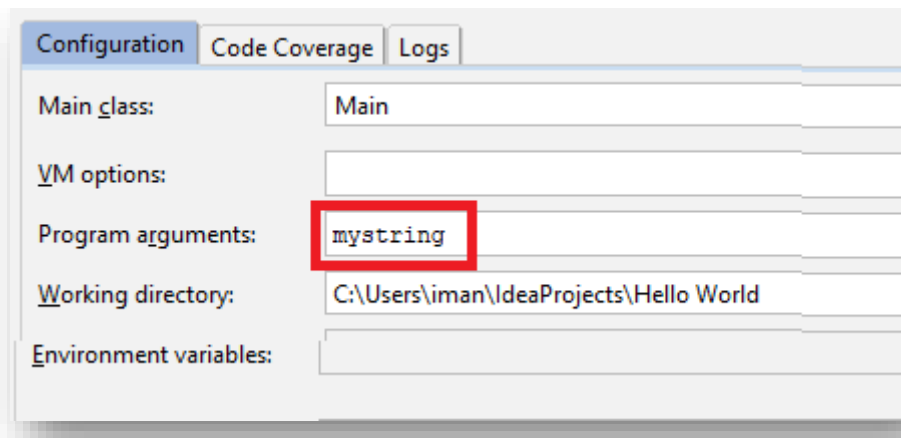 Configuration Code Coverage Logs
Main class: Main
VM options:
Program arguments: mystring
Working directory: C:\Users\iman\IdeaProjects\Hello World
Environment variables: